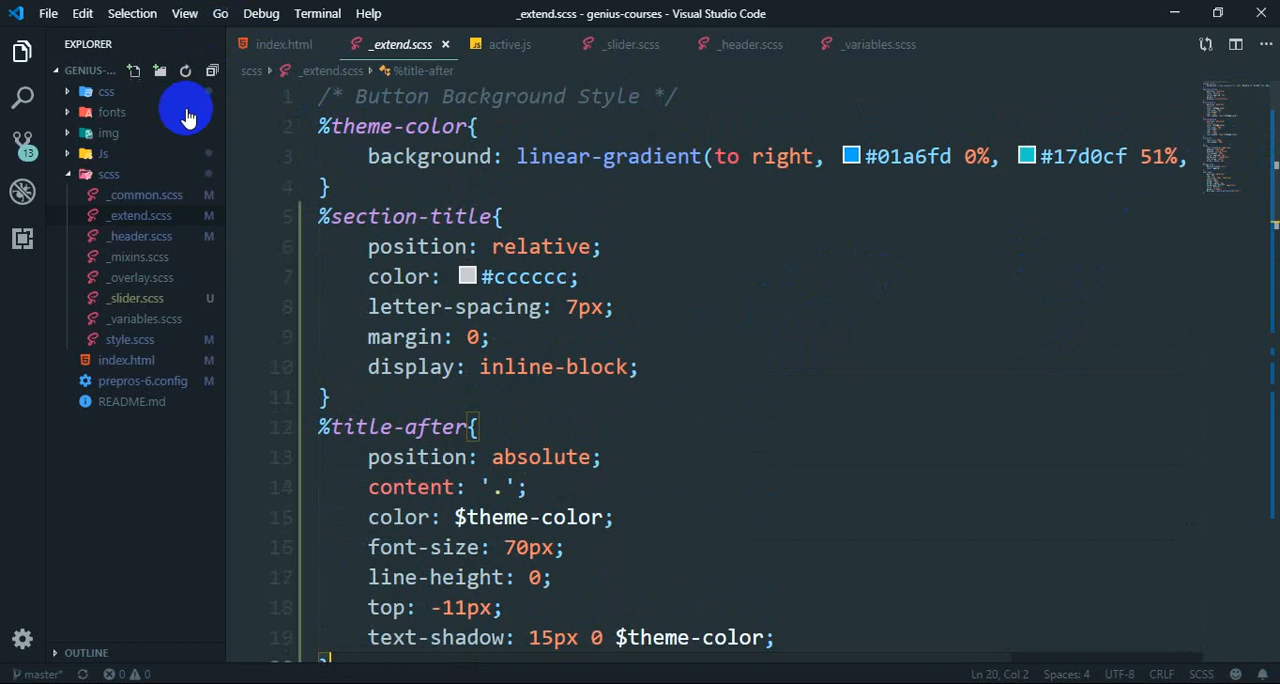 File Edit Selection View Go Debug Terminal Help _extend.scss - genius-courses - Visual Studio Code
EXPLORER
index.html _extend.scss active.js _slider.scss _header.scss _variables.scss
GENIUS-...
scss _extend.scss %title-after
css
fonts
img
Js
scss
_common.scss M
_extend.scss M
_header.scss M
_mixins.scss
_overlay.scss
_slider.scss U
_variables.scss
style.scss M
index.html M
prepros-6.config M
README.md
13
OUTLINE
1 /* Button Background Style */
2 %theme-color{
3 background: linear-gradient(to right, #01a6fd 0%, #17d0cf 51%,
4 }
5 %section-title{
6 position: relative;
7 color: #cccccc;
8 letter-spacing: 7px;
9 margin: 0;
10 display: inline-block;
11 }
12 %title-after{
13 position: absolute;
14 content: '.';
15 color: $theme-color;
16 font-size: 70px;
17 line-height: 0;
18 top: -11px;
19 text-shadow: 15px 0 $theme-color;
master* 0 0 Ln 20, Col 2 Spaces: 4 UTF-8 CRLF SCSS